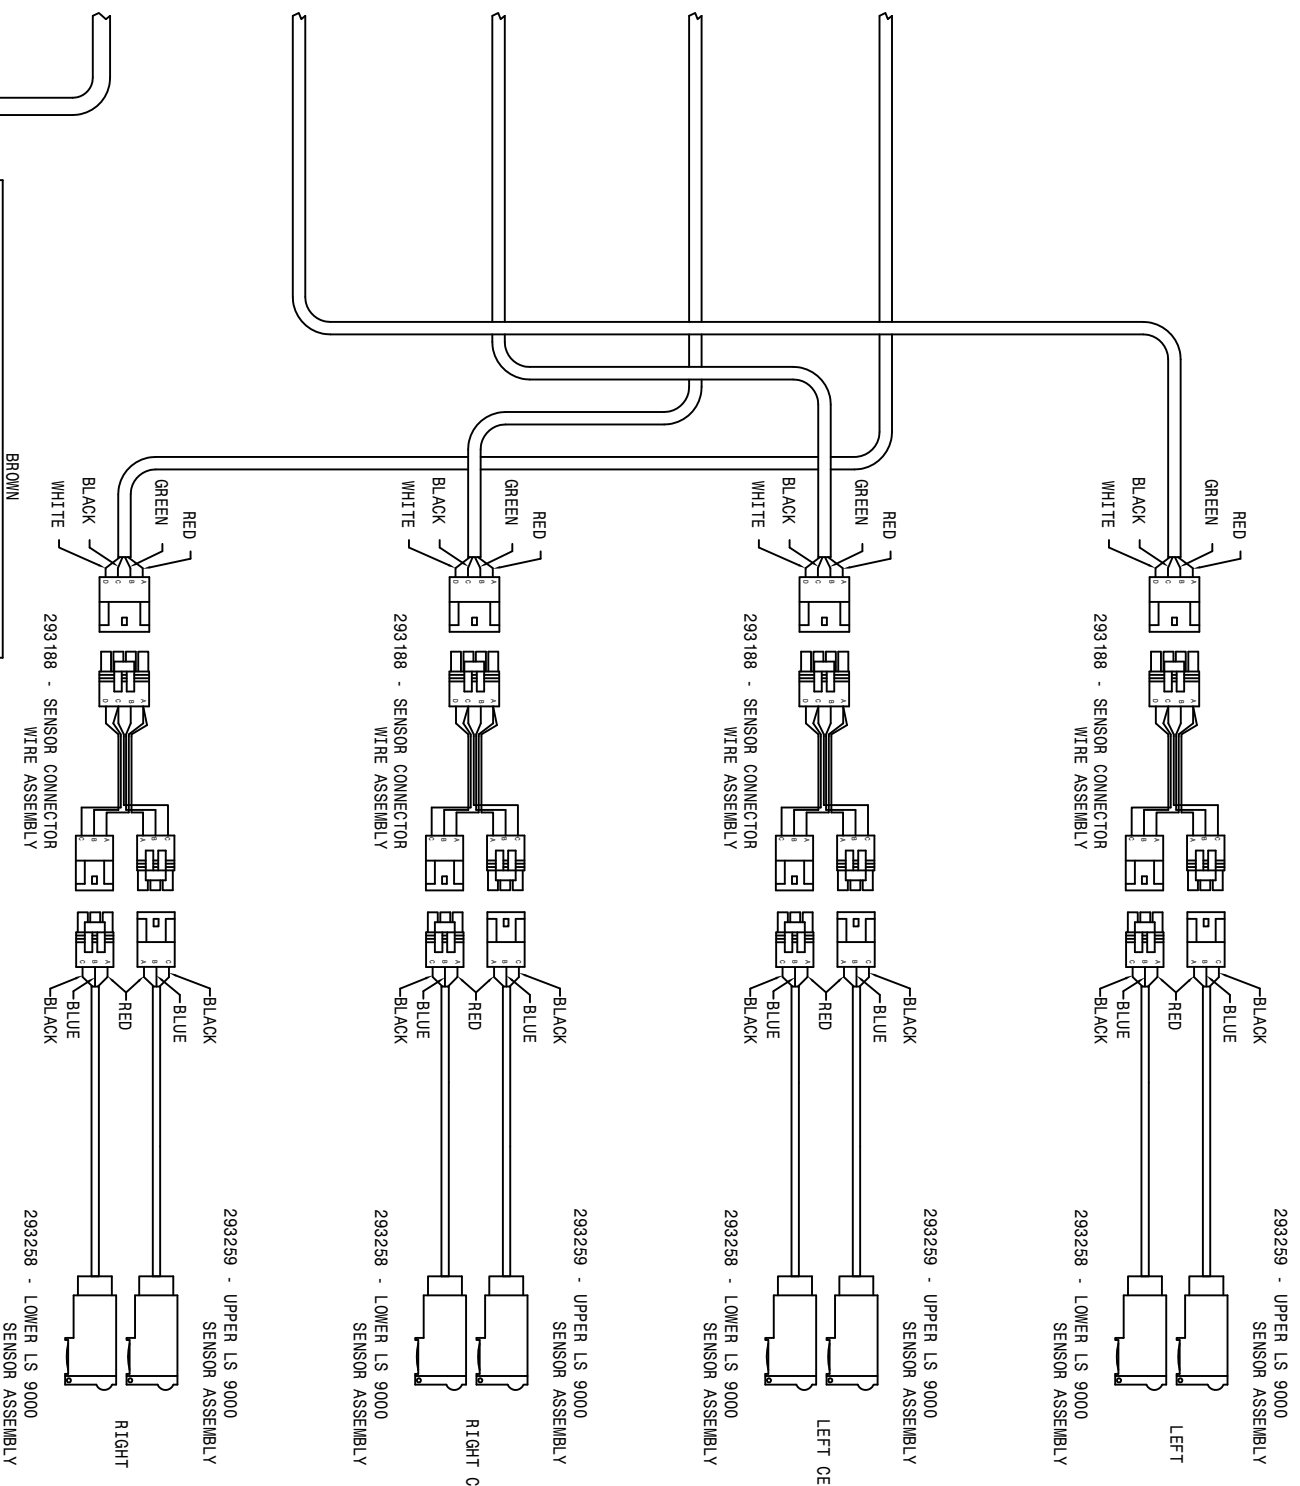 RED
GREEN
BLACK
WHITE
A
B
C
D
A
B
C
D
293188 - SENSOR CONNECTOR
WIRE ASSEMBLY
C
B
A
A
B
C
C
B
A
A
B
C
BLACK
BLUE
RED
BLUE
BLACK
293259 - UPPER LS 9000
SENSOR ASSEMBLY
LEFT
293258 - LOWER LS 9000
SENSOR ASSEMBLY
RED
GREEN
BLACK
WHITE
A
B
C
D
A
B
C
D
293188 - SENSOR CONNECTOR
WIRE ASSEMBLY
C
B
A
A
B
C
C
B
A
A
B
C
BLACK
BLUE
RED
BLUE
BLACK
293259 - UPPER LS 9000
SENSOR ASSEMBLY
LEFT CE
293258 - LOWER LS 9000
SENSOR ASSEMBLY
RED
GREEN
BLACK
WHITE
A
B
C
D
A
B
C
D
293188 - SENSOR CONNECTOR
WIRE ASSEMBLY
C
B
A
A
B
C
C
B
A
A
B
C
BLACK
BLUE
RED
BLUE
BLACK
293259 - UPPER LS 9000
SENSOR ASSEMBLY
RIGHT C
293258 - LOWER LS 9000
SENSOR ASSEMBLY
RED
GREEN
BLACK
WHITE
A
B
C
D
A
B
C
D
293188 - SENSOR CONNECTOR
WIRE ASSEMBLY
C
B
A
A
B
C
C
B
A
A
B
C
BLACK
BLUE
RED
BLUE
BLACK
293259 - UPPER LS 9000
SENSOR ASSEMBLY
RIGHT
293258 - LOWER LS 9000
SENSOR ASSEMBLY
BROWN